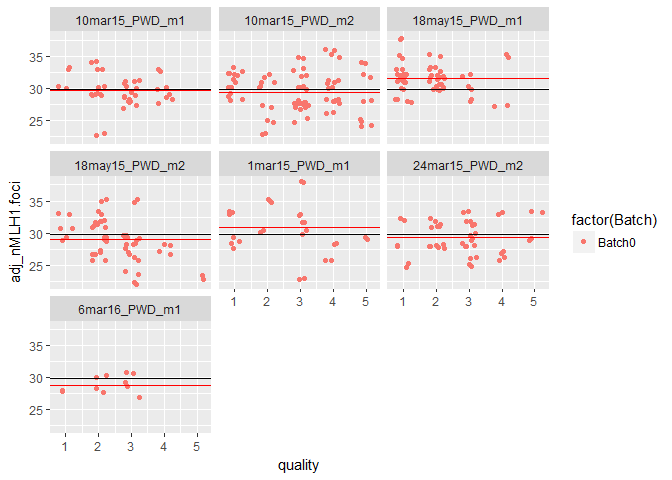 10mar15_PWD_m1 10mar15_PWD_m2 18may15_PWD_m1
35
30
25
18may15_PWD_m2 1mar15_PWD_m1 24mar15_PWD_m2
35
30
25
1 2 3 4 5 1 2 3 4 5
6mar16_PWD_m1
35
30
25
1 2 3 4 5
adj_nMLH1.foci
quality
factor(Batch)
Batch0